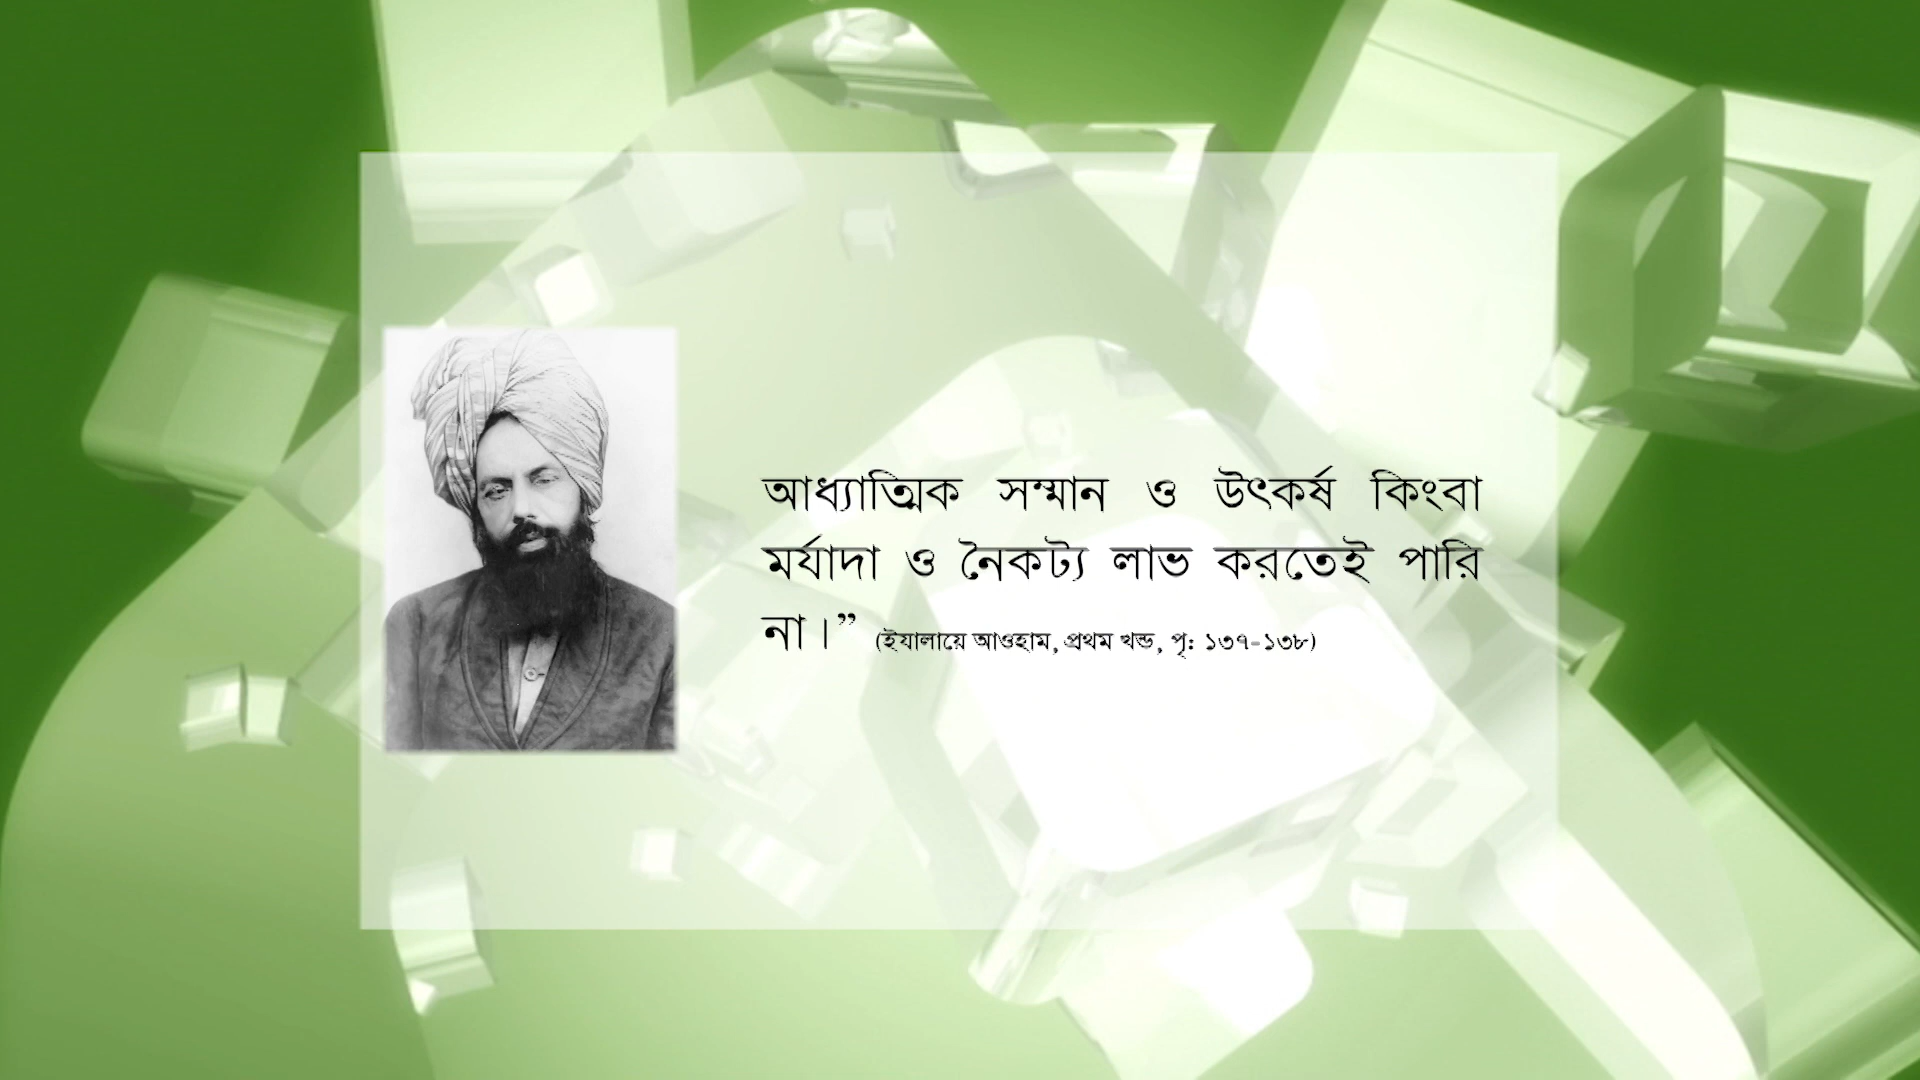 আধ্যাত্মিক সম্মান ও উৎকর্ষ কিংবা
মর্যাদা ও নৈকট্য লাভ করতেই পারি
না।” (ইযালায়ে আওহাম, প্রথম খন্ড, পৃ: ১৩৭-১৩৮)